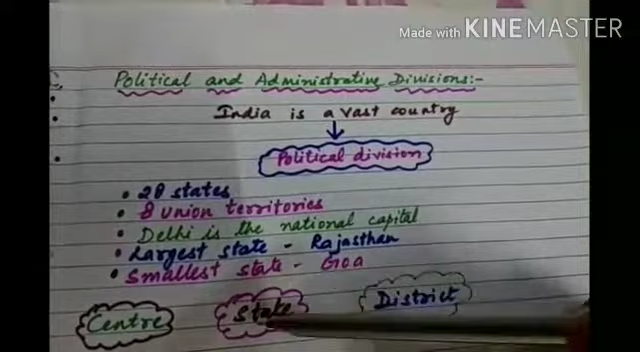 Made with KINEMASTER
Political and Administrative Divisions:-
India is a vast country
Political division
• 28 states
• 8 Union territories
• Delhi is the national capital
• Largest state - Rajasthan
• Smallest state - Goa
Centre State District